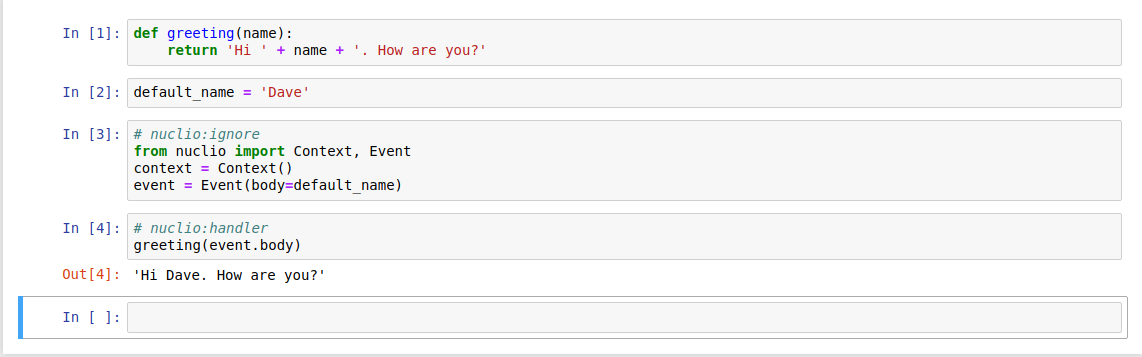 In [1]: def greeting(name):
    return 'Hi ' + name + '. How are you?'
In [2]: default_name = 'Dave'
In [3]: # nuclio:ignore
from nuclio import Context, Event
context = Context()
event = Event(body=default_name)
In [4]: # nuclio:handler
greeting(event.body)
Out[4]: 'Hi Dave. How are you?'
In [ ]: